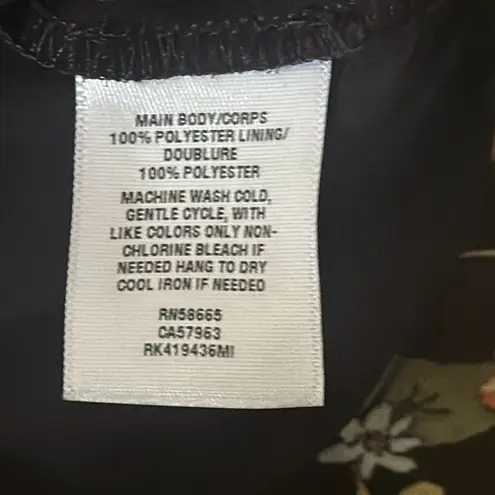 MAIN BODY/CORPS
100% POLYESTER LINING/
DOUBLURE
100% POLYESTER
MACHINE WASH COLD,
GENTLE CYCLE, WITH
LIKE COLORS ONLY NON-
CHLORINE BLEACH IF
NEEDED HANG TO DRY
COOL IRON IF NEEDED
RN58665
CA57963
RK419436MI